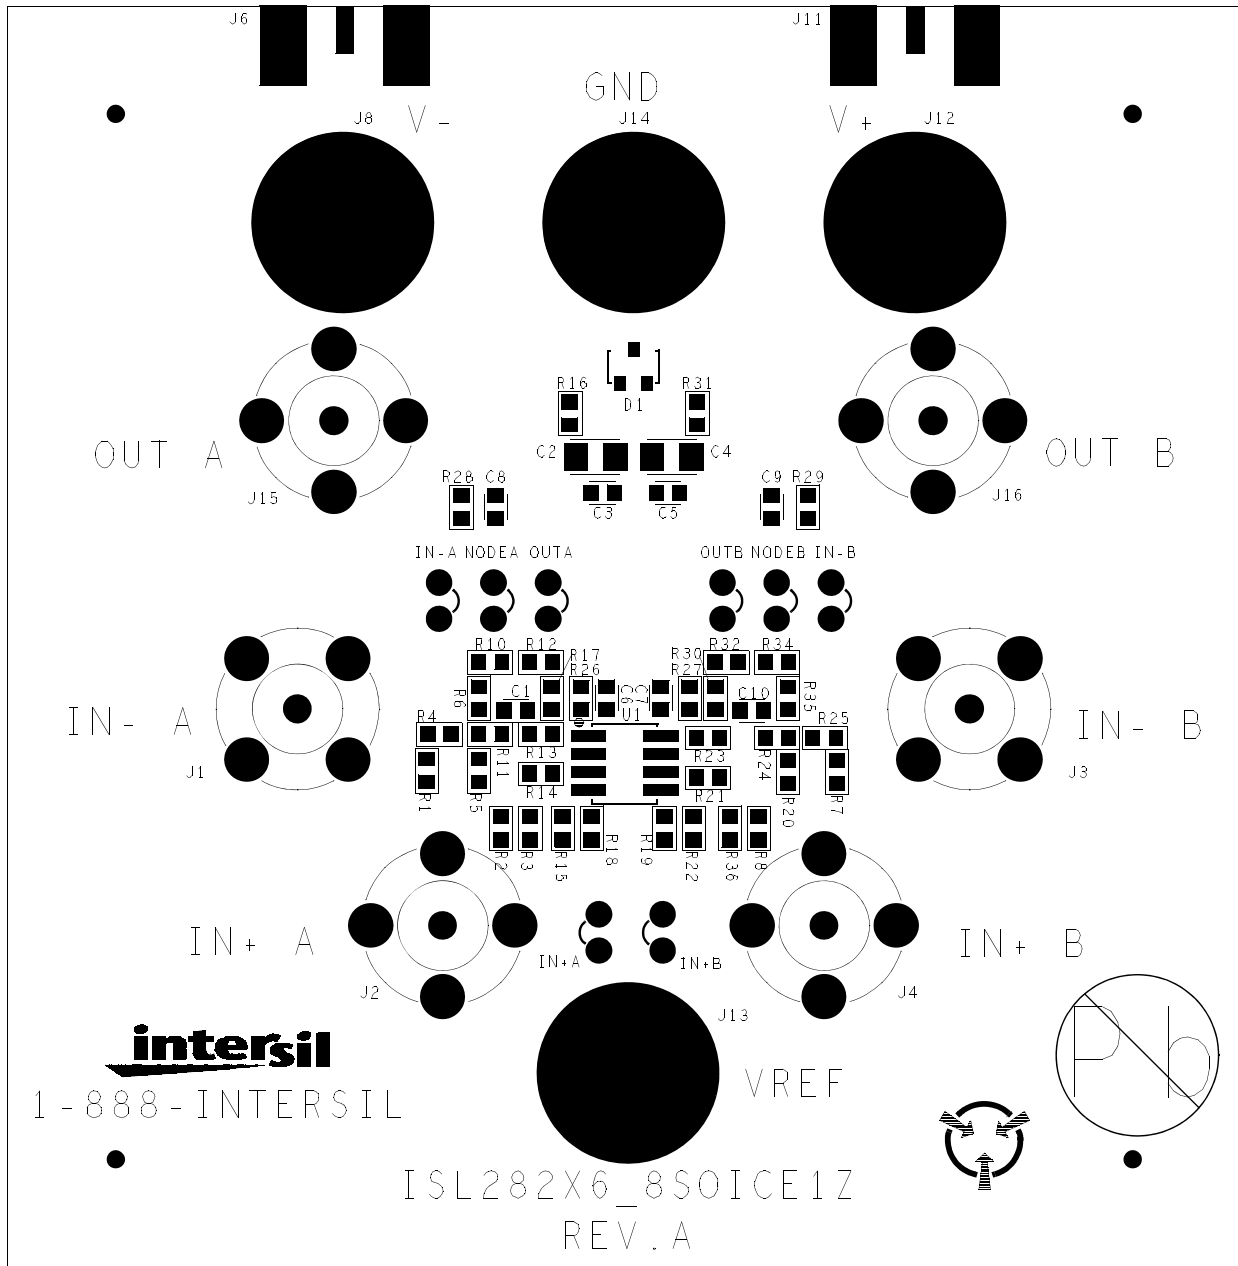 J6
J11
GND
J8
V-
J14
V+
J12
R16
R31
D1
OUT A
C2
C4
OUT B
R28
C8
C9
R29
J15
J16
C3
C5
IN-A NODEA OUTA
OUTB NODEB IN-B
R10
R12
R17
R30
R32
R34
R26
R27
R6
C1
C6
C7
C10
R35
IN- A
R4
U1
R25
IN- B
J1
R11
R13
R23
R24
J3
R1
R5
R14
R21
R20
R7
R2
R3
R15
R18
R19
R22
R36
R8
IN+ A
IN+A
IN+B
IN+ B
J2
J4
J13
intersil
VREF
Pb
1-888-INTERSIL
ISL282X6_8SOICE1Z
REV.A